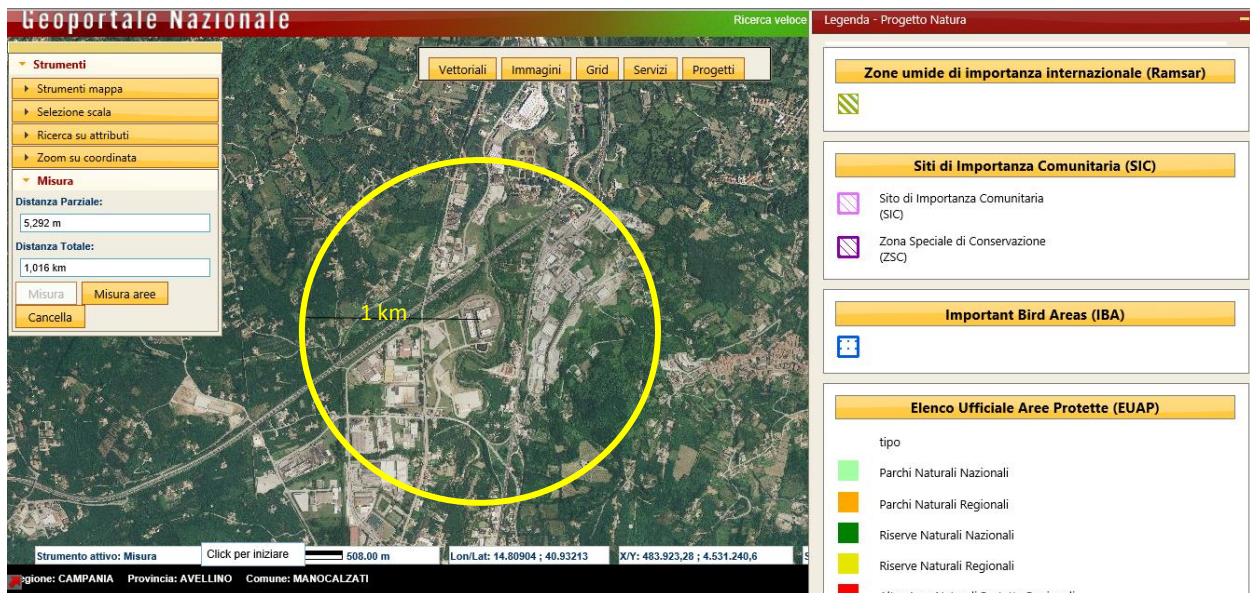 Geoportale Nazionale
Ricerca veloce
Strumenti
Strumenti mappa
Selezione scala
Ricerca su attributi
Zoom su coordinata
Misura
Distanza Parziale:
5,292 m
Distanza Totale:
1,016 km
Misura
Misura aree
Cancella
Vettoriali
Immagini
Grid
Servizi
Progetti
1 km
Strumento attivo: Misura
Click per iniziare
508.00 m
Lon/Lat: 14.80904 ; 40.93213
X/Y: 483.923,28 ; 4.531.240,6
egione: CAMPANIA Provincia: AVELLINO Comune: MANOCALZATI
Legenda - Progetto Natura
Zone umide di importanza internazionale (Ramsar)
Siti di Importanza Comunitaria (SIC)
Sito di Importanza Comunitaria
(SIC)
Zona Speciale di Conservazione
(ZSC)
Important Bird Areas (IBA)
Elenco Ufficiale Aree Protette (EUAP)
tipo
Parchi Naturali Nazionali
Parchi Naturali Regionali
Riserve Naturali Nazionali
Riserve Naturali Regionali